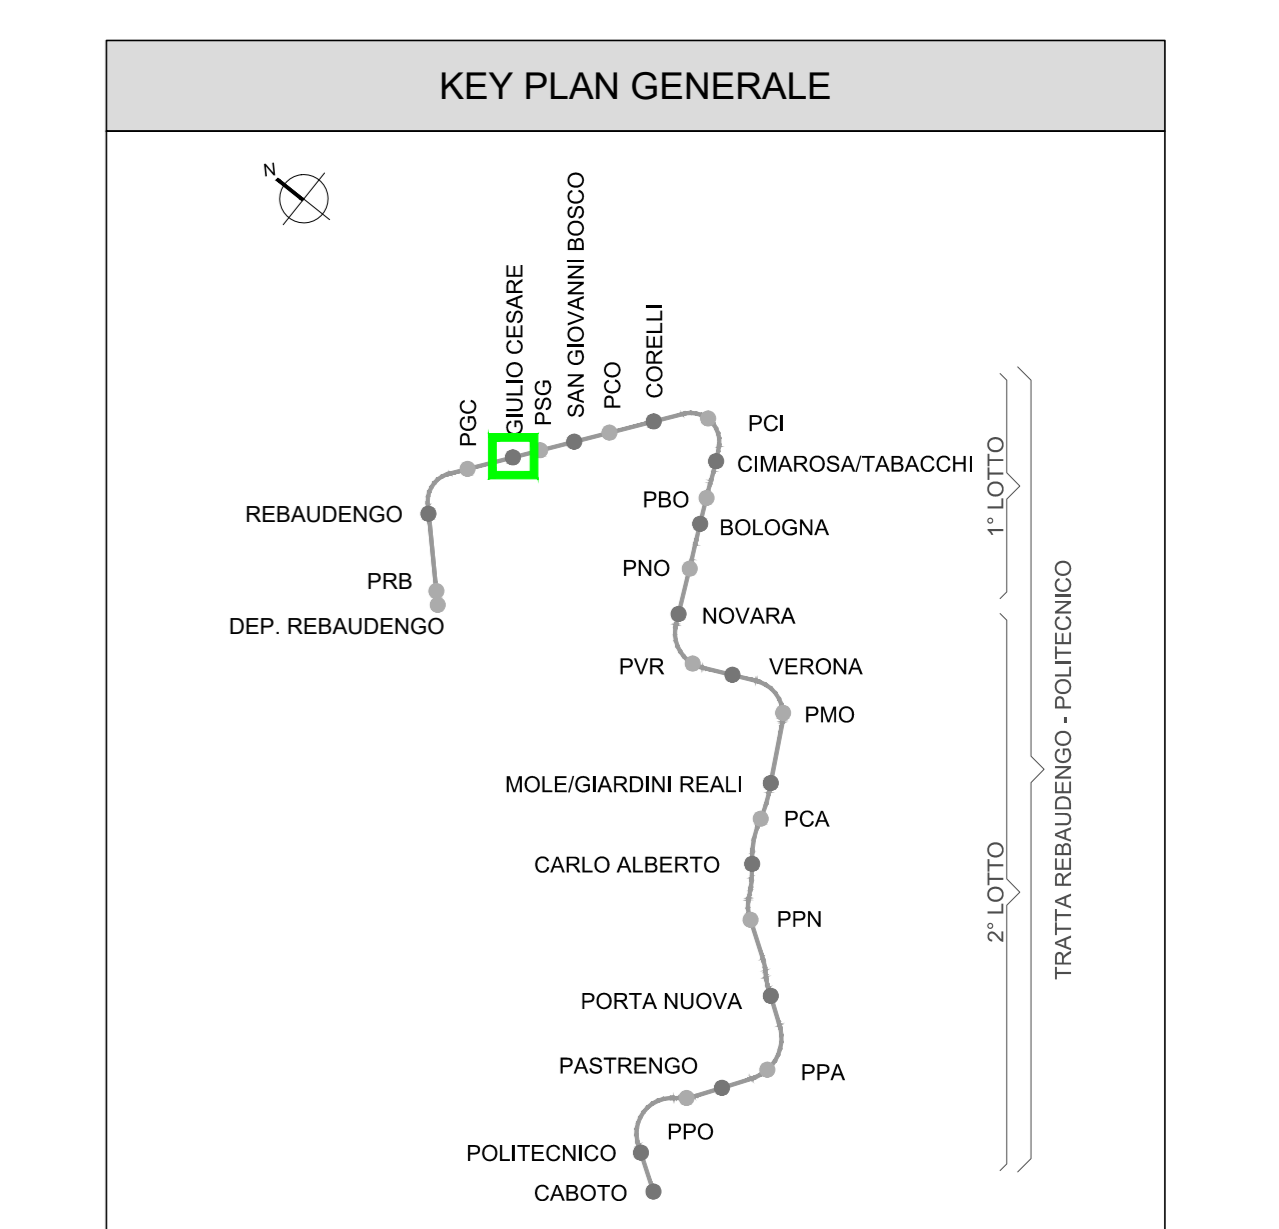 KEY PLAN GENERALE
N
PGC
GIULIO CESARE
PSG
SAN GIOVANNI BOSCO
PCO
CORELLI
PCI
CIMAROSA/TABACCHI
PBO
BOLOGNA
REBAUDENGO
PNO
PRB
DEP. REBAUDENGO
NOVARA
PVR
VERONA
PMO
MOLE/GIARDINI REALI
PCA
CARLO ALBERTO
PPN
PORTA NUOVA
PASTRENGO
PPA
PPO
POLITECNICO
CABOTO
1° LOTTO
2° LOTTO
TRATTA REBAUDENGO - POLITECNICO